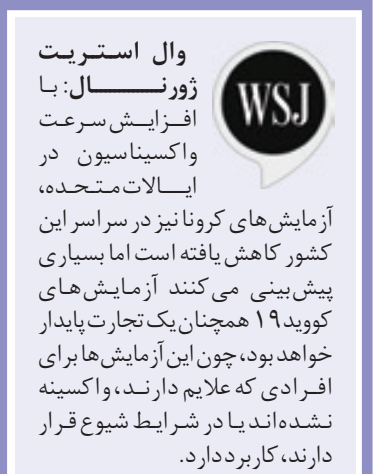 وال استریت
WSJ
ژورنـــــــال: با
افزایش سرعت
واکسیناسیون در
ایالات متحده،
آزمایش‌های کرونا نیز در سراسر این
کشور کاهش یافته است اما بسیاری
پیش‌بینی می کنند آزمایش‌های
کووید۱۹ همچنان یک تجارت پایدار
خواهد بود، چون این آزمایش‌ها برای
افرادی که علایم دارند، واکسینه
نشده‌اند یا در شرایط شیوع قرار
دارند، کاربرد دارد.